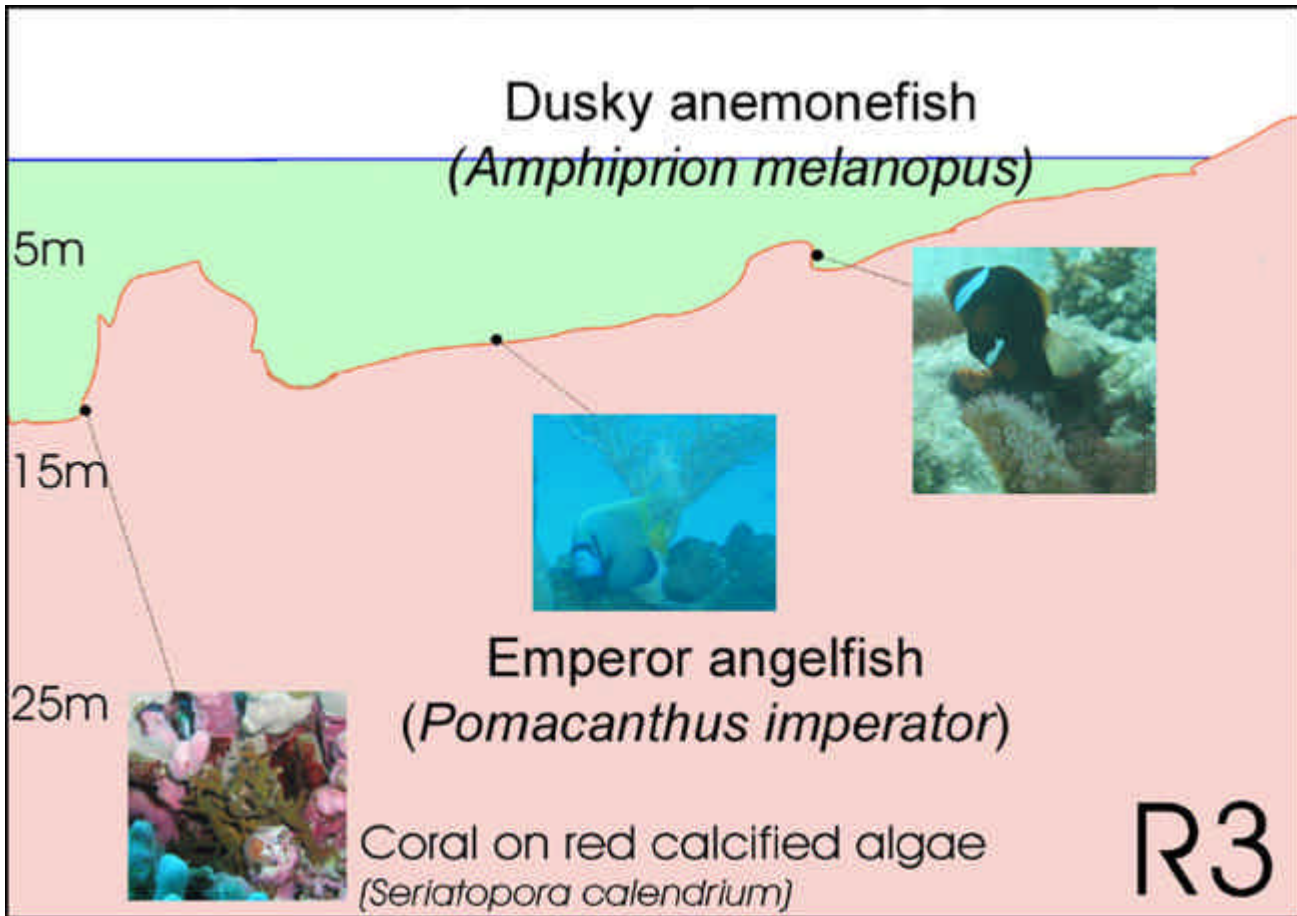 Dusky anemonefish
(Amphiprion melanopus)
5m
15m
25m
Emperor angelfish
(Pomacanthus imperator)
Coral on red calcified algae
(Seriatopora calendrium)
R3